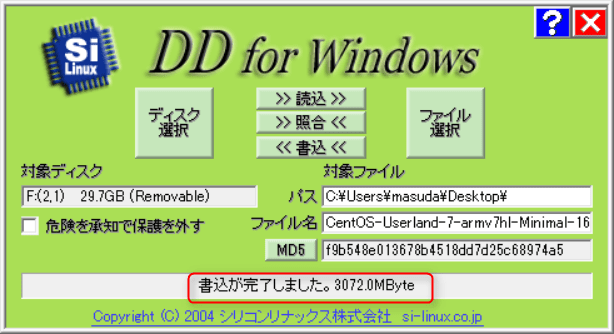 Si Linux
DD for Windows
? X
ディスク選択
>> 読込 >>
>> 照合 <<
<< 書込 <<
ファイル選択
対象ディスク
対象ファイル
F:(2,1) 29.7GB (Removable)
パス C:¥Users¥masuda¥Desktop¥
危険を承知で保護を外す
ファイル名 CentOS-Userland-7-armv7hl-Minimal-16
MD5 f9b548e013678b4518dd7d25c68974a5
書込が完了しました。3072.0MByte
Copyright (C) 2004 シリコンリナックス株式会社 si-linux.co.jp